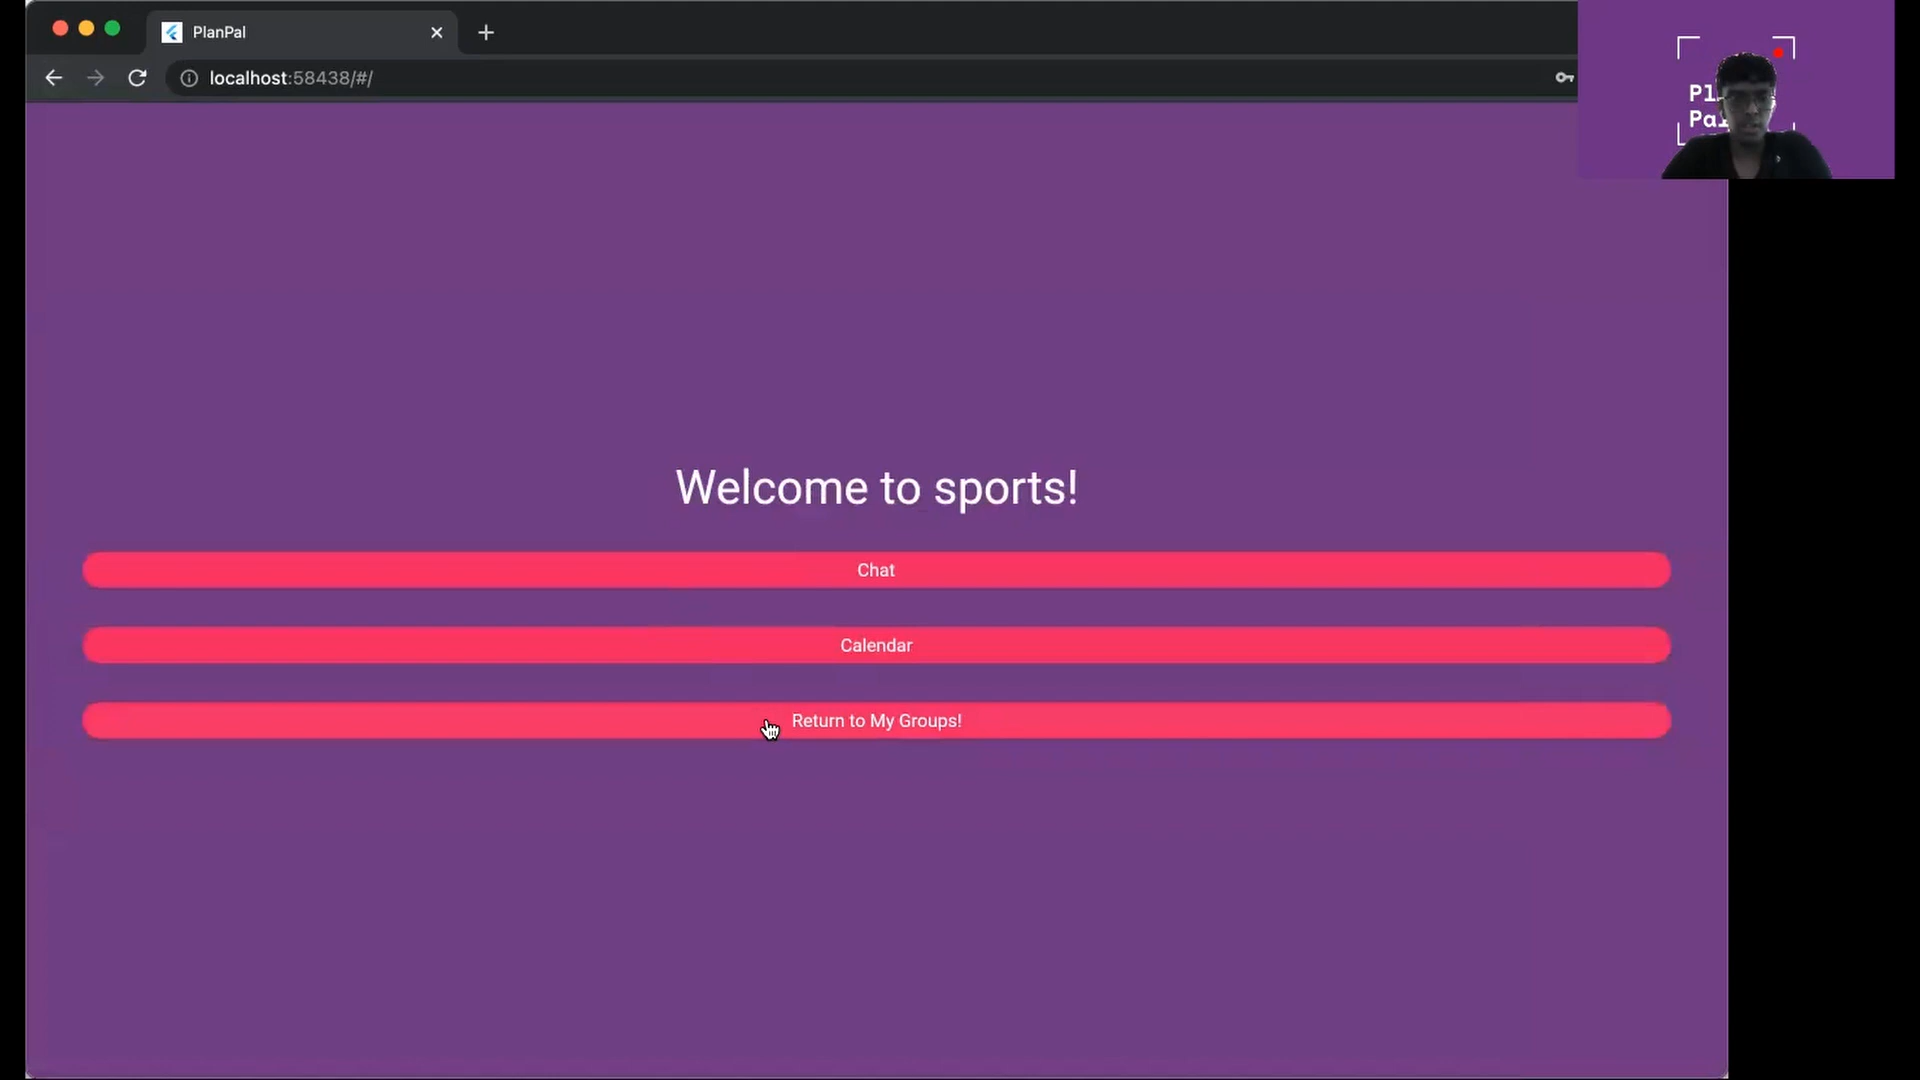 PlanPal
localhost:58438/#/
Welcome to sports!
Chat
Calendar
Return to My Groups!